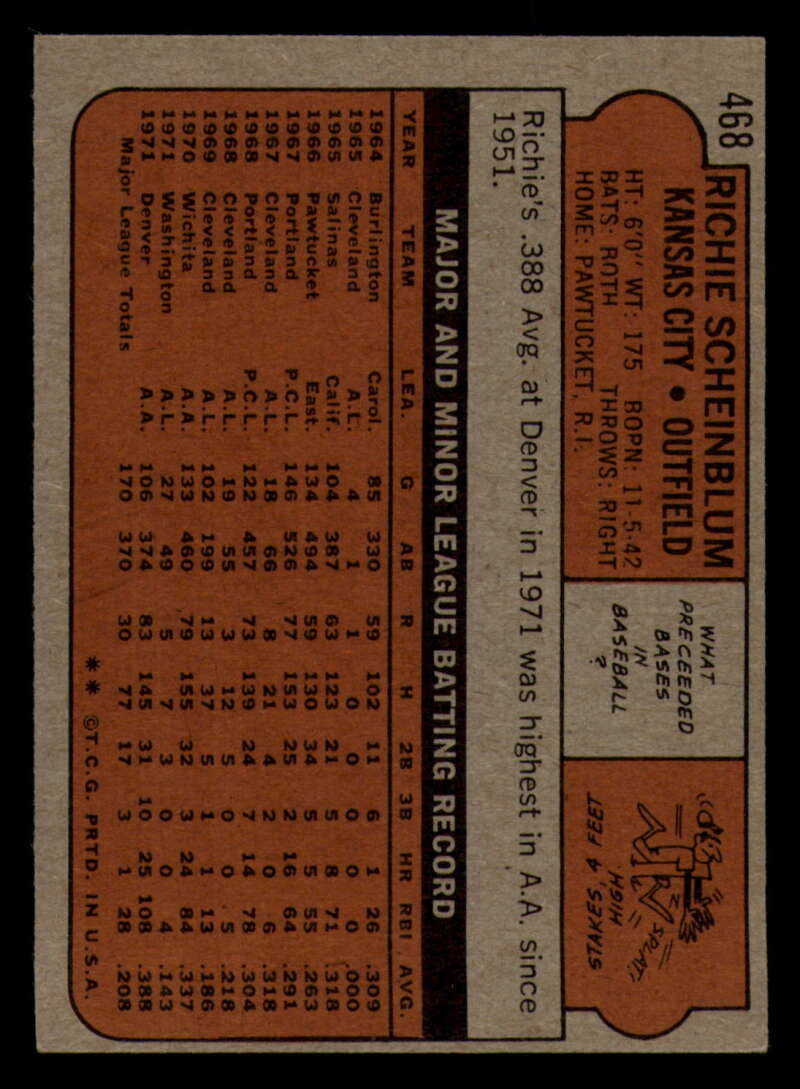 468
RICHIE SCHEINBLUM
KANSAS CITY • OUTFIELD
HT: 6'0" WT: 175 BORN: 11-5-42
BATS: BOTH THROWS: RIGHT
HOME: PAWTUCKET, R.I.
WHAT
PRECEEDED
BASES
IN
BASEBALL
?
SPLAT!
STAKES, 4 FEET
HIGH.
Richie's .388 Avg. at Denver in 1971 was highest in A.A. since
1951.
MAJOR AND MINOR LEAGUE BATTING RECORD
YEAR TEAM LEA. G AB R H 2B 3B HR RBI AVG.
1964 Burlington Carol. 85 330 59 102 11 6 1 26 .309
1965 Cleveland A.L. 4 1 1 0 0 0 0 0 .000
1965 Salinas Calif. 104 387 63 123 21 5 8 71 .318
1966 Pawtucket East. 134 494 59 130 34 5 5 55 .263
1967 Portland P.C.L. 146 526 77 153 25 2 16 64 .291
1967 Cleveland A.L. 18 66 8 21 4 2 0 6 .318
1968 Portland P.C.L. 122 457 73 139 24 7 14 78 .304
1968 Cleveland A.L. 19 55 3 12 5 0 0 5 .218
1969 Cleveland A.L. 102 199 13 37 5 1 1 13 .186
1970 Wichita A.A. 133 460 79 155 32 3 24 84 .337
1971 Washington A.L. 27 49 5 7 3 0 0 4 .143
1971 Denver A.A. 106 374 83 145 31 10 25 108 .388
Major League Totals 170 370 30 77 17 3 1 28 .208
** ©T.C.G. PRTD. IN U.S.A.